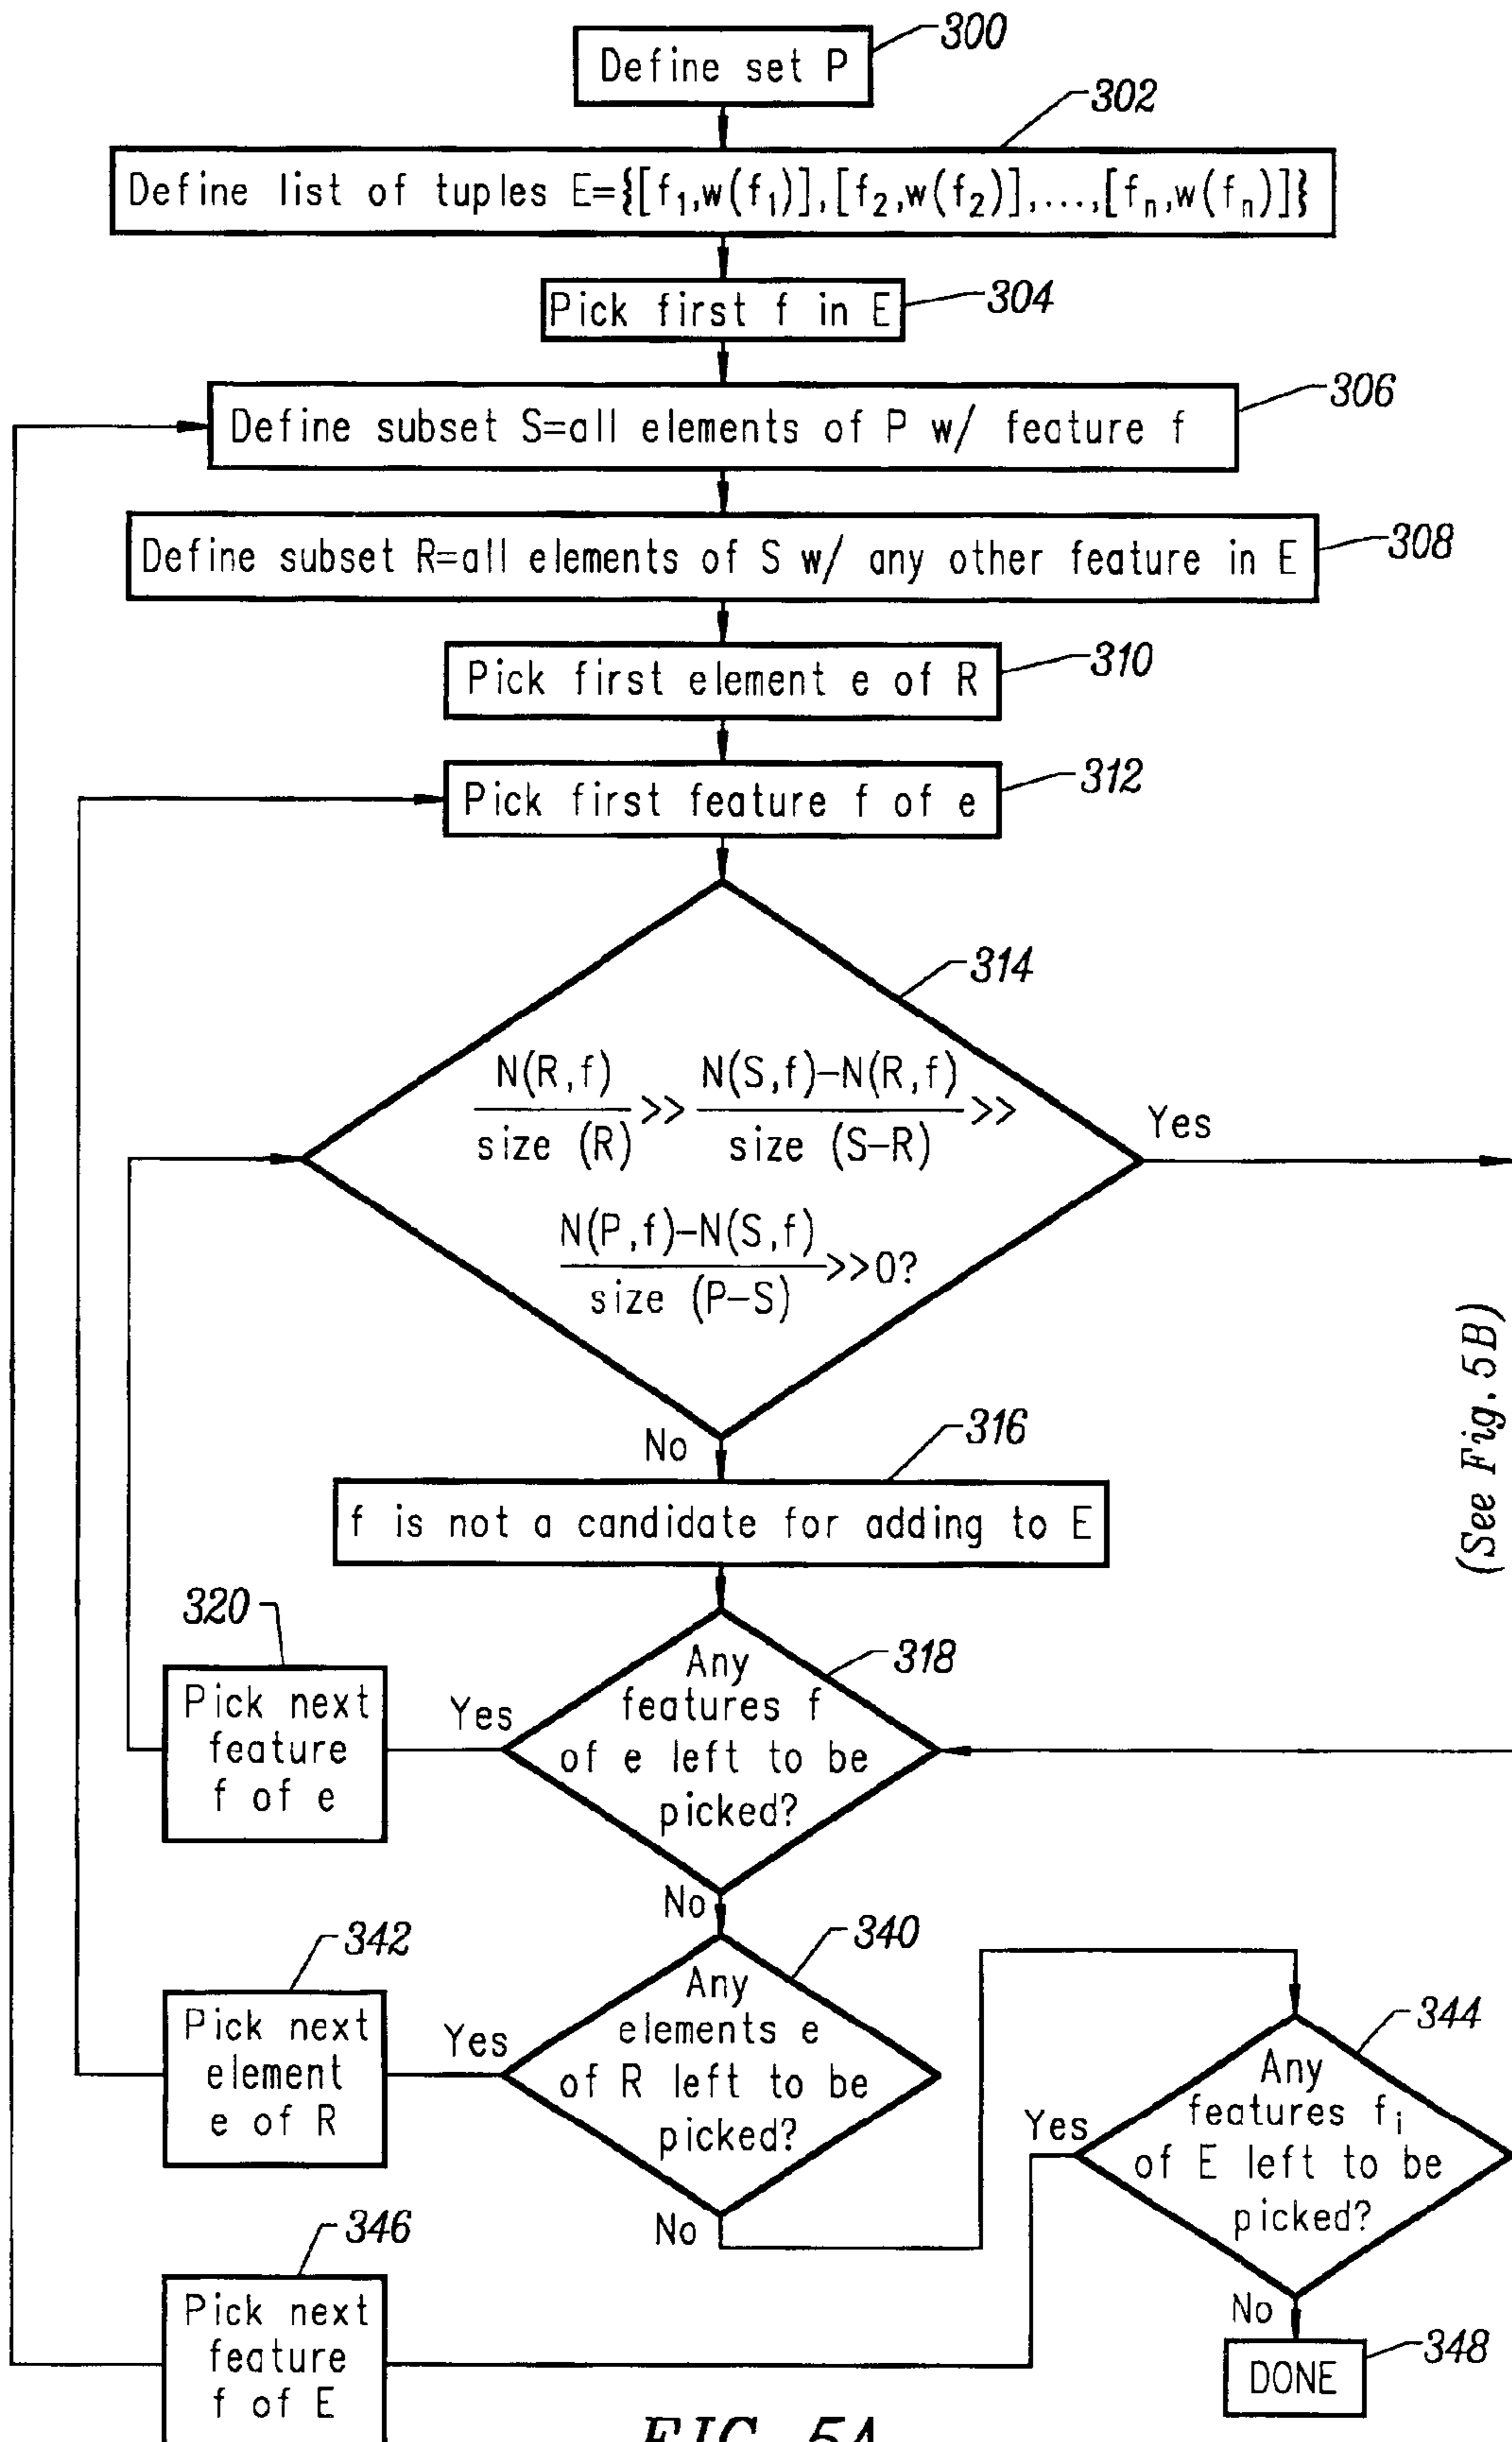 300
Define set P
302
Define list of tuples E={[f₁,w(f₁)],[f₂,w(f₂)],...,[fₙ,w(fₙ)]}
Pick first f in E
304
306
Define subset S=all elements of P w/ feature f
Define subset R=all elements of S w/ any other feature in E
308
Pick first element e of R
310
Pick first feature f of e
312
314
N(R,f) >> N(S,f)-N(R,f) >>
size (R) size (S-R)
Yes
N(P,f)-N(S,f) >>0?
size (P-S)
(See Fig. 5B)
No
316
f is not a candidate for adding to E
320
Pick next
feature
f of e
Yes
318
Any
features f
of e left to be
picked?
No
342
Pick next
element
e of R
Yes
340
Any
elements e
of R left to be
picked?
No
344
Any
features fᵢ
of E left to be
picked?
Yes
346
Pick next
feature
f of E
No
DONE
348
FIG. 5A